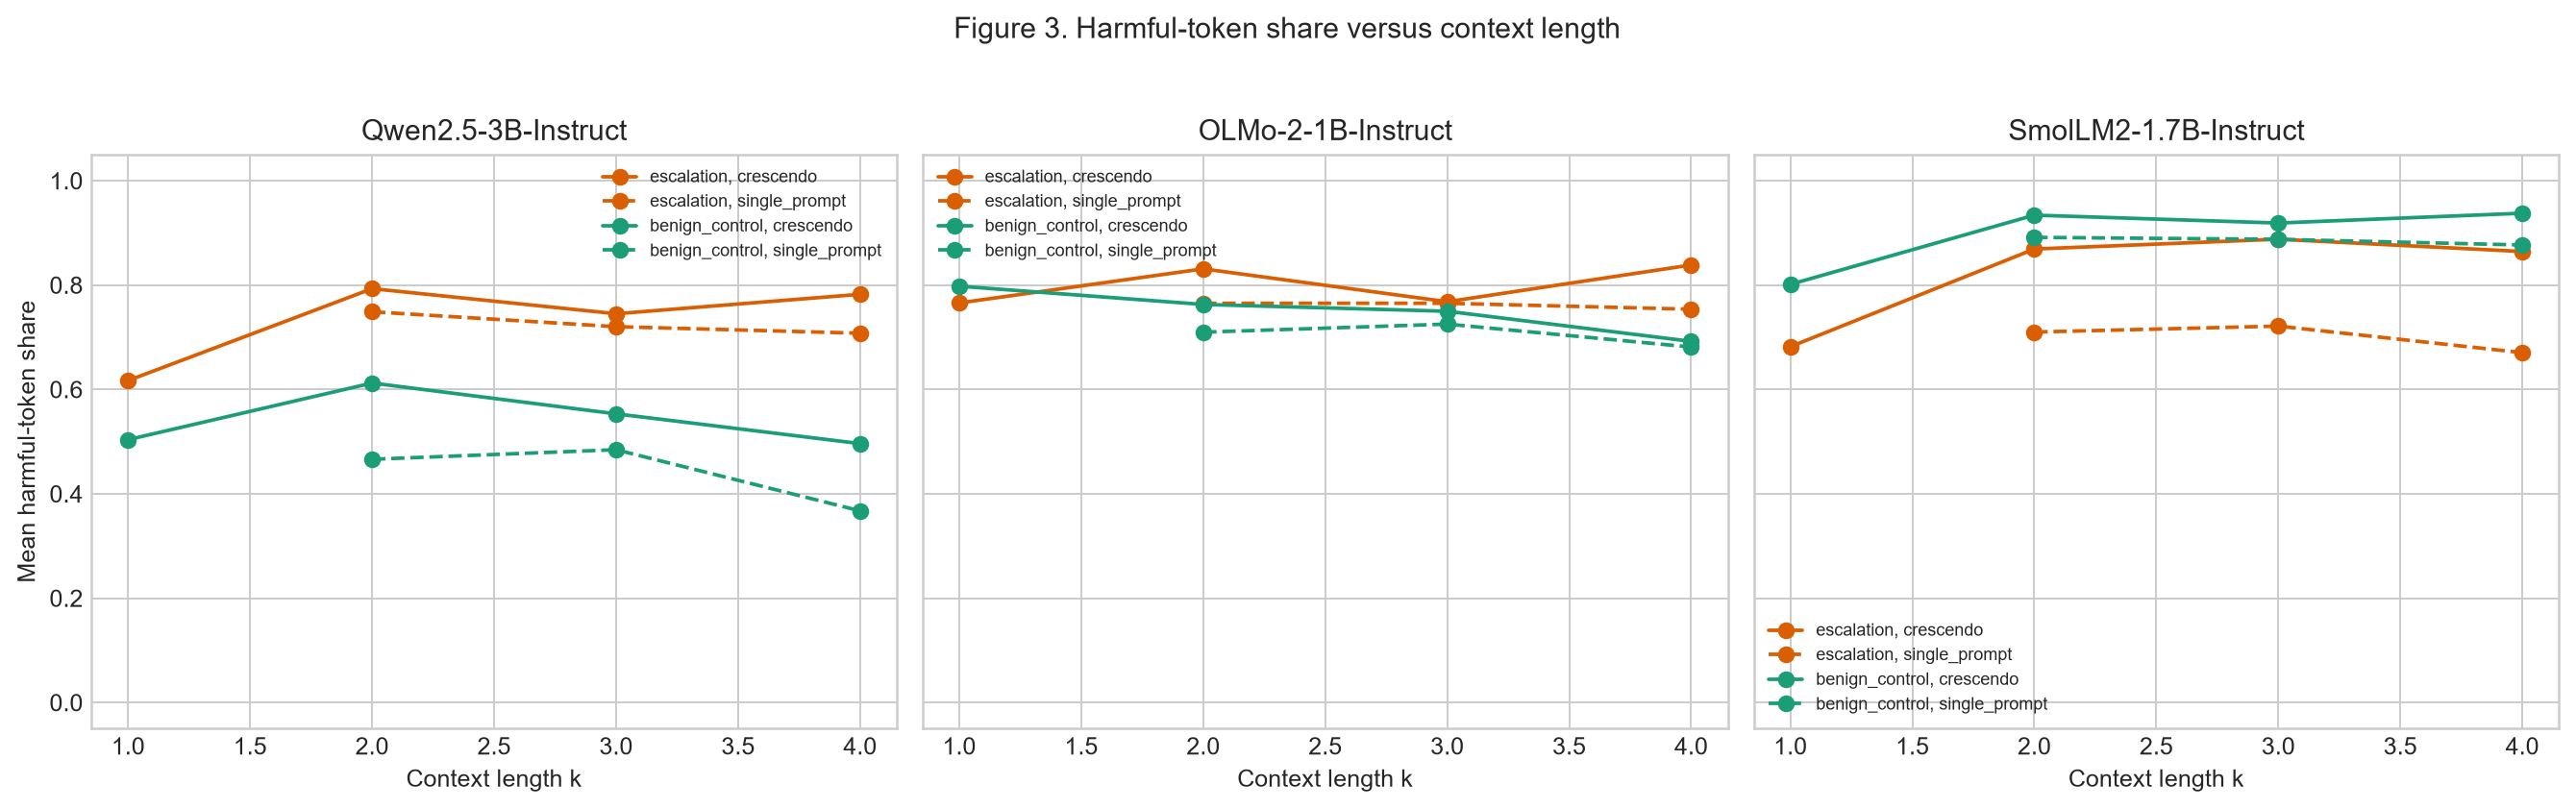 Figure 3. Harmful-token share versus context length
Qwen2.5-3B-Instruct
OLMo-2-1B-Instruct
SmolLM2-1.7B-Instruct
Mean harmful-token share
1.0
0.8
0.6
0.4
0.2
0.0
escalation, crescendo
escalation, single_prompt
benign_control, crescendo
benign_control, single_prompt
1.0 1.5 2.0 2.5 3.0 3.5 4.0
Context length k
escalation, crescendo
escalation, single_prompt
benign_control, crescendo
benign_control, single_prompt
1.0 1.5 2.0 2.5 3.0 3.5 4.0
Context length k
escalation, crescendo
escalation, single_prompt
benign_control, crescendo
benign_control, single_prompt
1.0 1.5 2.0 2.5 3.0 3.5 4.0
Context length k